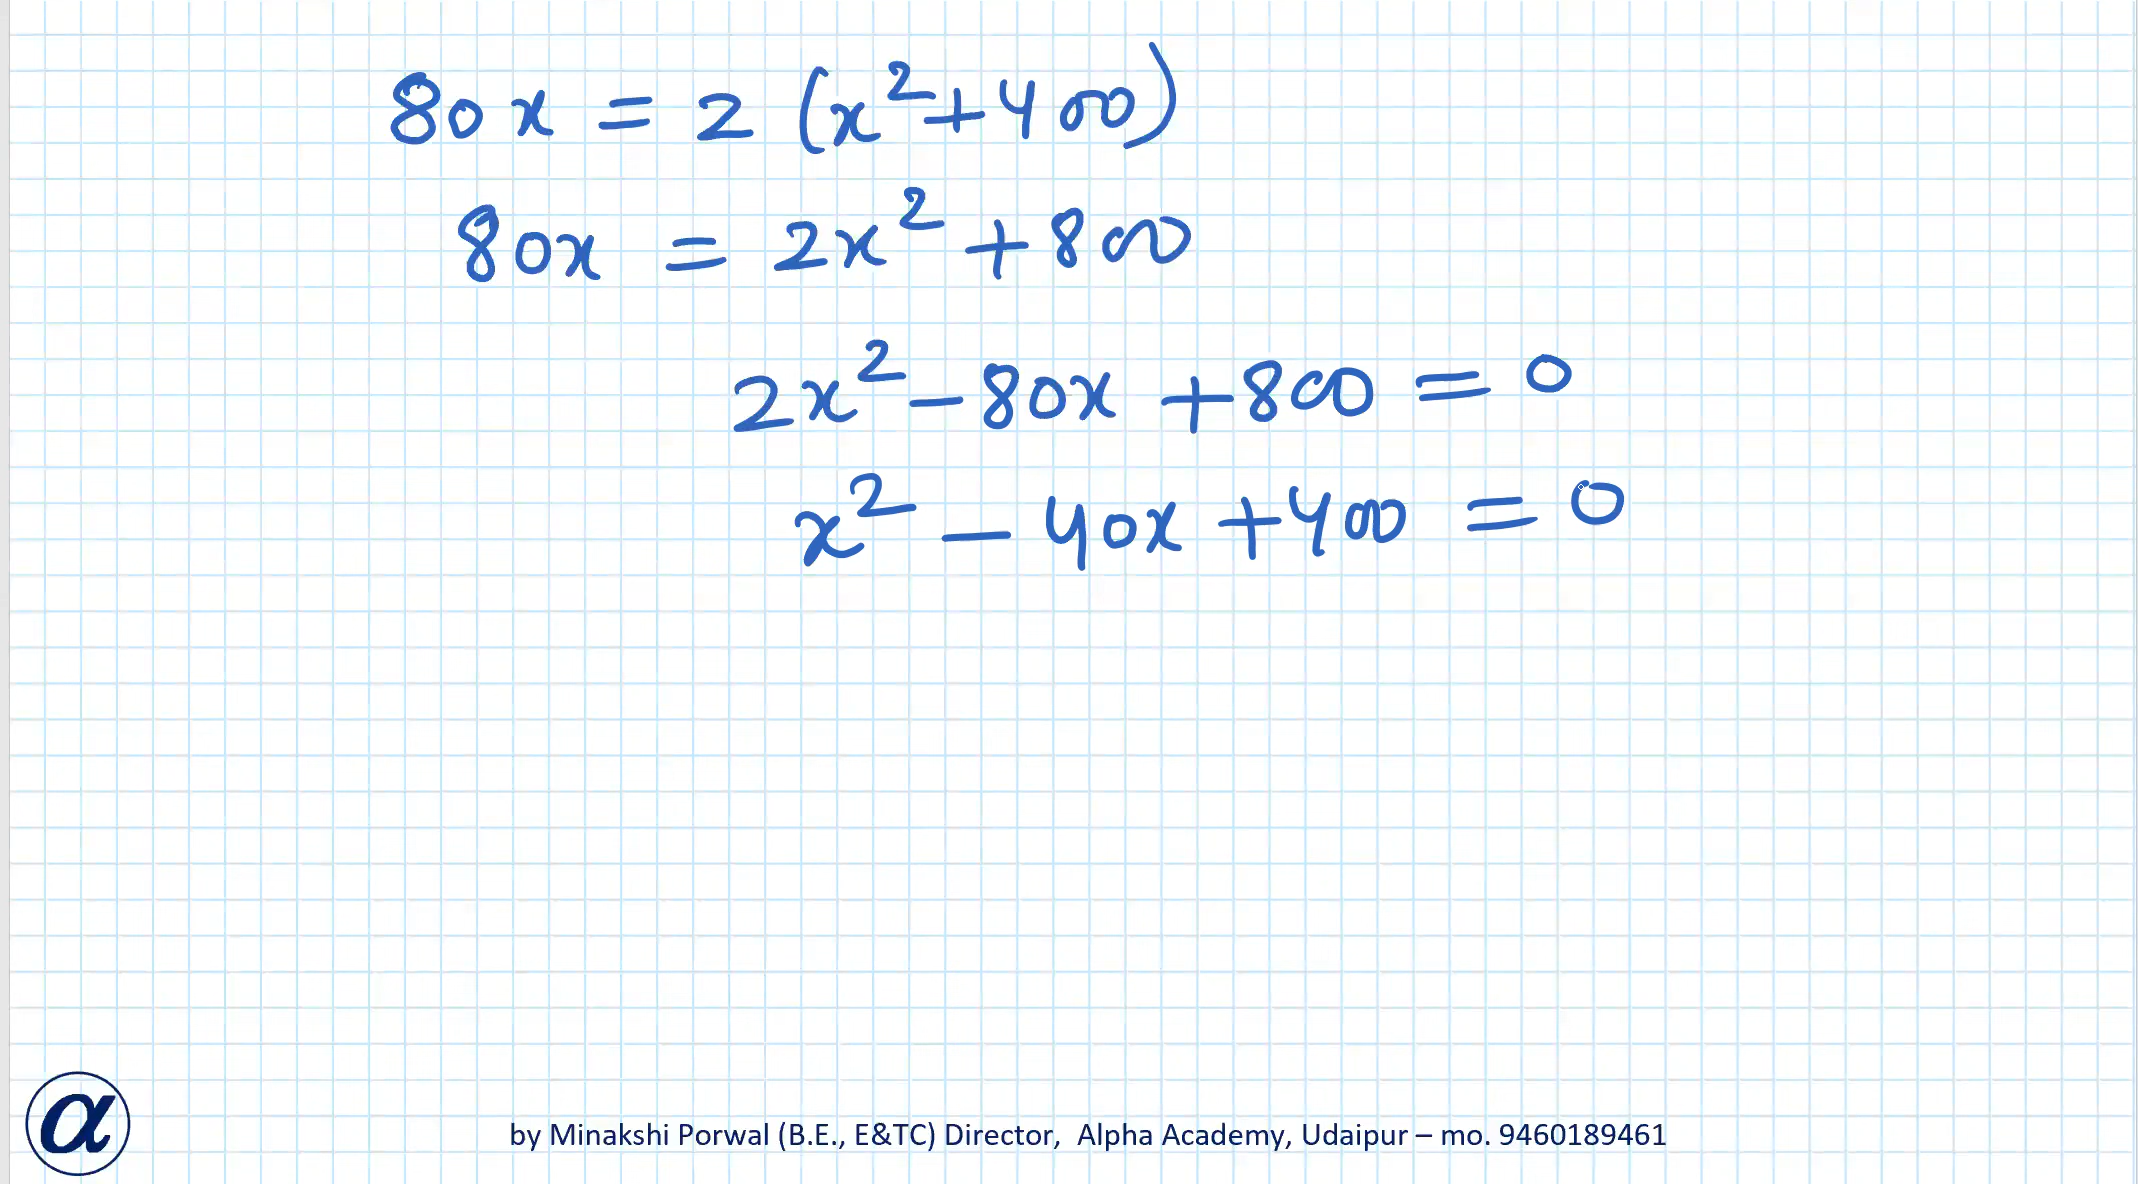 80x = 2 (x²+400)
80x = 2x² +800
2x² – 80x +800 = 0
x² – 40x +400 = 0
α
by Minakshi Porwal (B.E., E&TC) Director,  Alpha Academy, Udaipur – mo. 9460189461